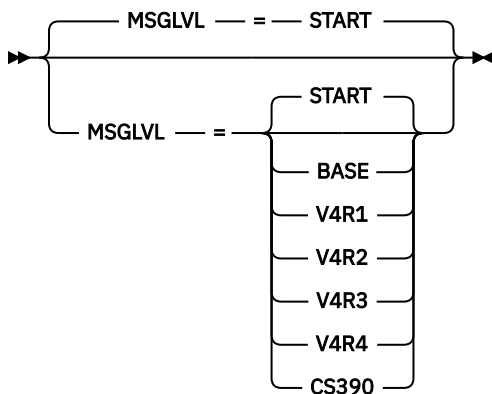 MSGLVL = START
START
MSGLVL =
BASE
V4R1
V4R2
V4R3
V4R4
CS390